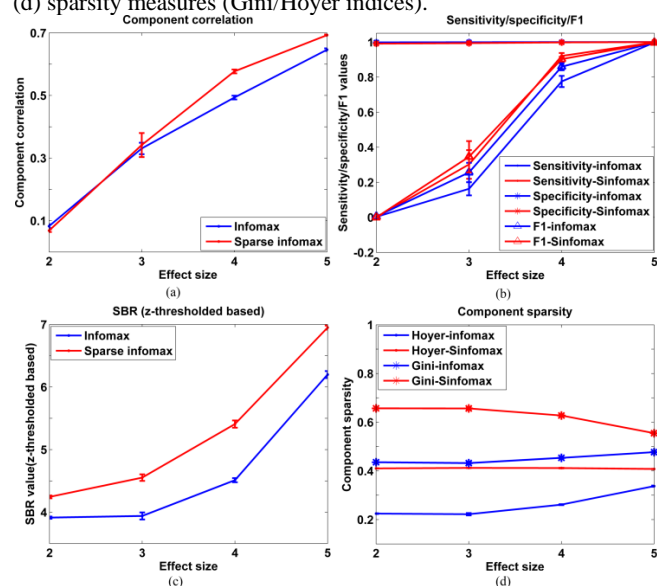 (d) sparsity measures (Gini/Hoyer indices).
Component correlation
Component correlation
0.7
0.5
0.3
0.1
2
3
4
5
Effect size
Infomax
Sparse infomax
(a)
Sensitivity/specificity/F1
Sensitivity/specificity/F1 values
1
0.8
0.6
0.4
0.2
0
-0.2
2
3
4
5
Effect size
Sensitivity-infomax
Sensitivity-Sinfomax
Specificity-infomax
Specificity-Sinfomax
F1-infomax
F1-Sinfomax
(b)
SBR (z-thresholded based)
SBR value(z-thresholded based)
7
6
5
4
2
3
4
5
Effect size
Infomax
Sparse infomax
(c)
Component sparsity
Component sparsity
1
0.8
0.6
0.4
0.2
2
3
4
5
Effect size
Hoyer-infomax
Hoyer-Sinfomax
Gini-infomax
Gini-Sinfomax
(d)